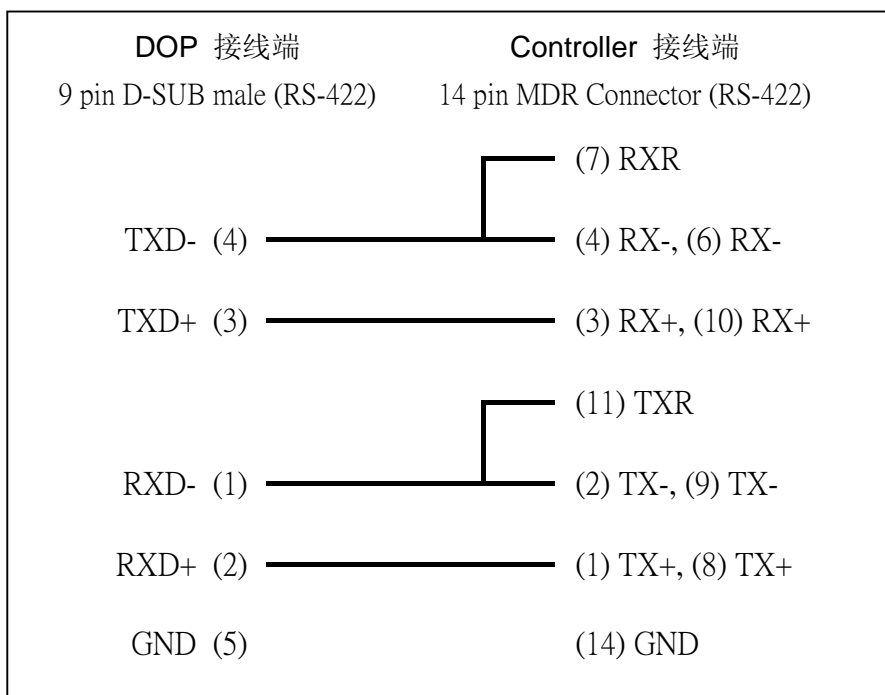 DOP 接线端 Controller 接线端
9 pin D-SUB male (RS-422) 14 pin MDR Connector (RS-422)
(7) RXR
TXD- (4) (4) RX-, (6) RX-
TXD+ (3) (3) RX+, (10) RX+
(11) TXR
RXD- (1) (2) TX-, (9) TX-
RXD+ (2) (1) TX+, (8) TX+
GND (5) (14) GND